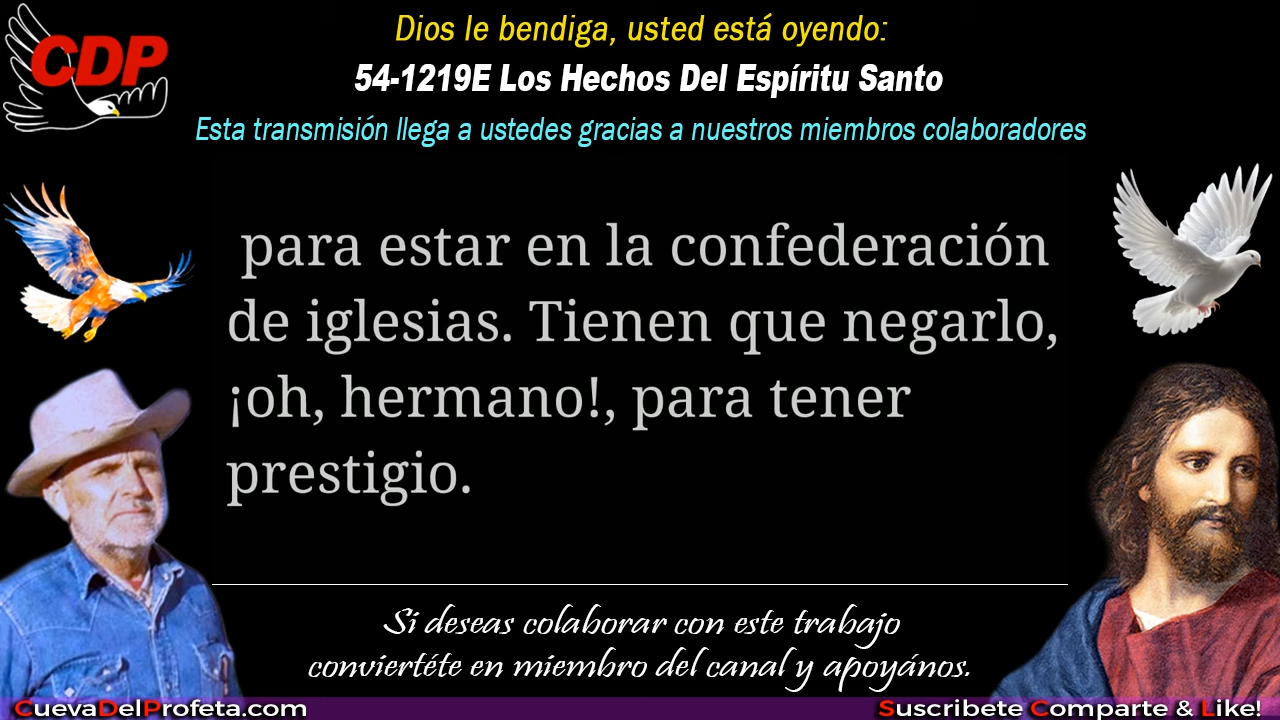 CDP
Dios le bendiga, usted está oyendo:
54-1219E Los Hechos Del Espíritu Santo
Esta transmisión llega a ustedes gracias a nuestros miembros colaboradores
para estar en la confederación
de iglesias. Tienen que negarlo,
¡oh, hermano!, para tener
prestigio.
Si deseas colaborar con este trabajo
conviertéte en miembro del canal y apoyános.
CuevaDelProfeta.com
Suscribete Comparte & Like!